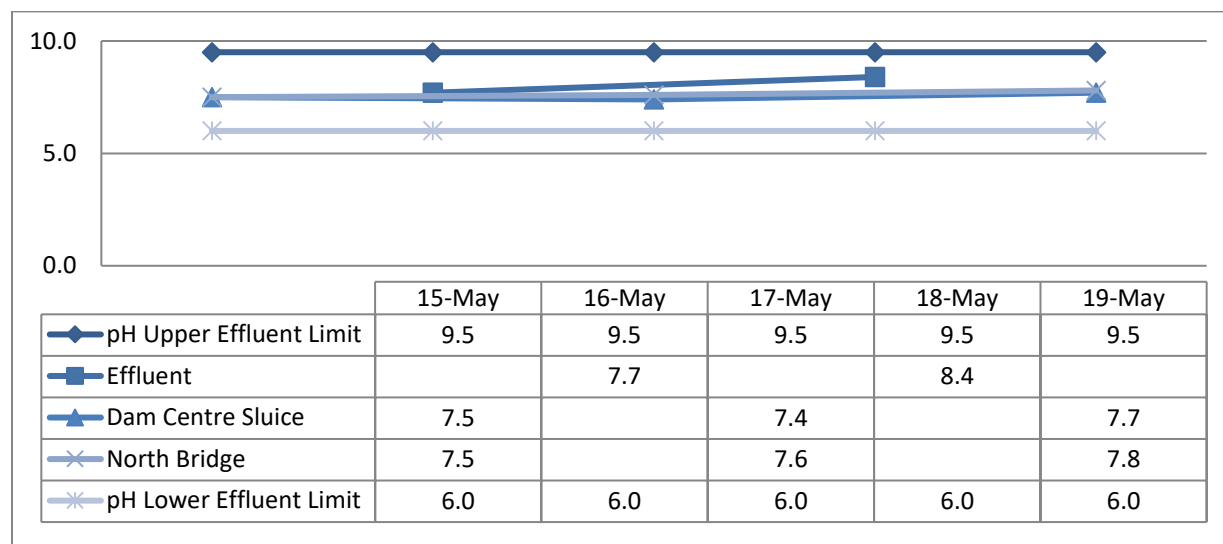 10.0
5.0
0.0
15-May 16-May 17-May 18-May 19-May
pH Upper Effluent Limit 9.5 9.5 9.5 9.5 9.5
Effluent 7.7 8.4
Dam Centre Sluice 7.5 7.4 7.7
North Bridge 7.5 7.6 7.8
pH Lower Effluent Limit 6.0 6.0 6.0 6.0 6.0